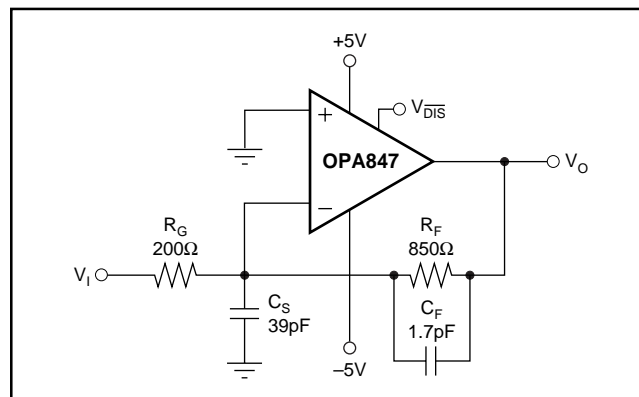 +5V
V_DIS
+
OPA847
V_O
−
R_G
200Ω
R_F
850Ω
V_I
C_S
39pF
C_F
1.7pF
−5V